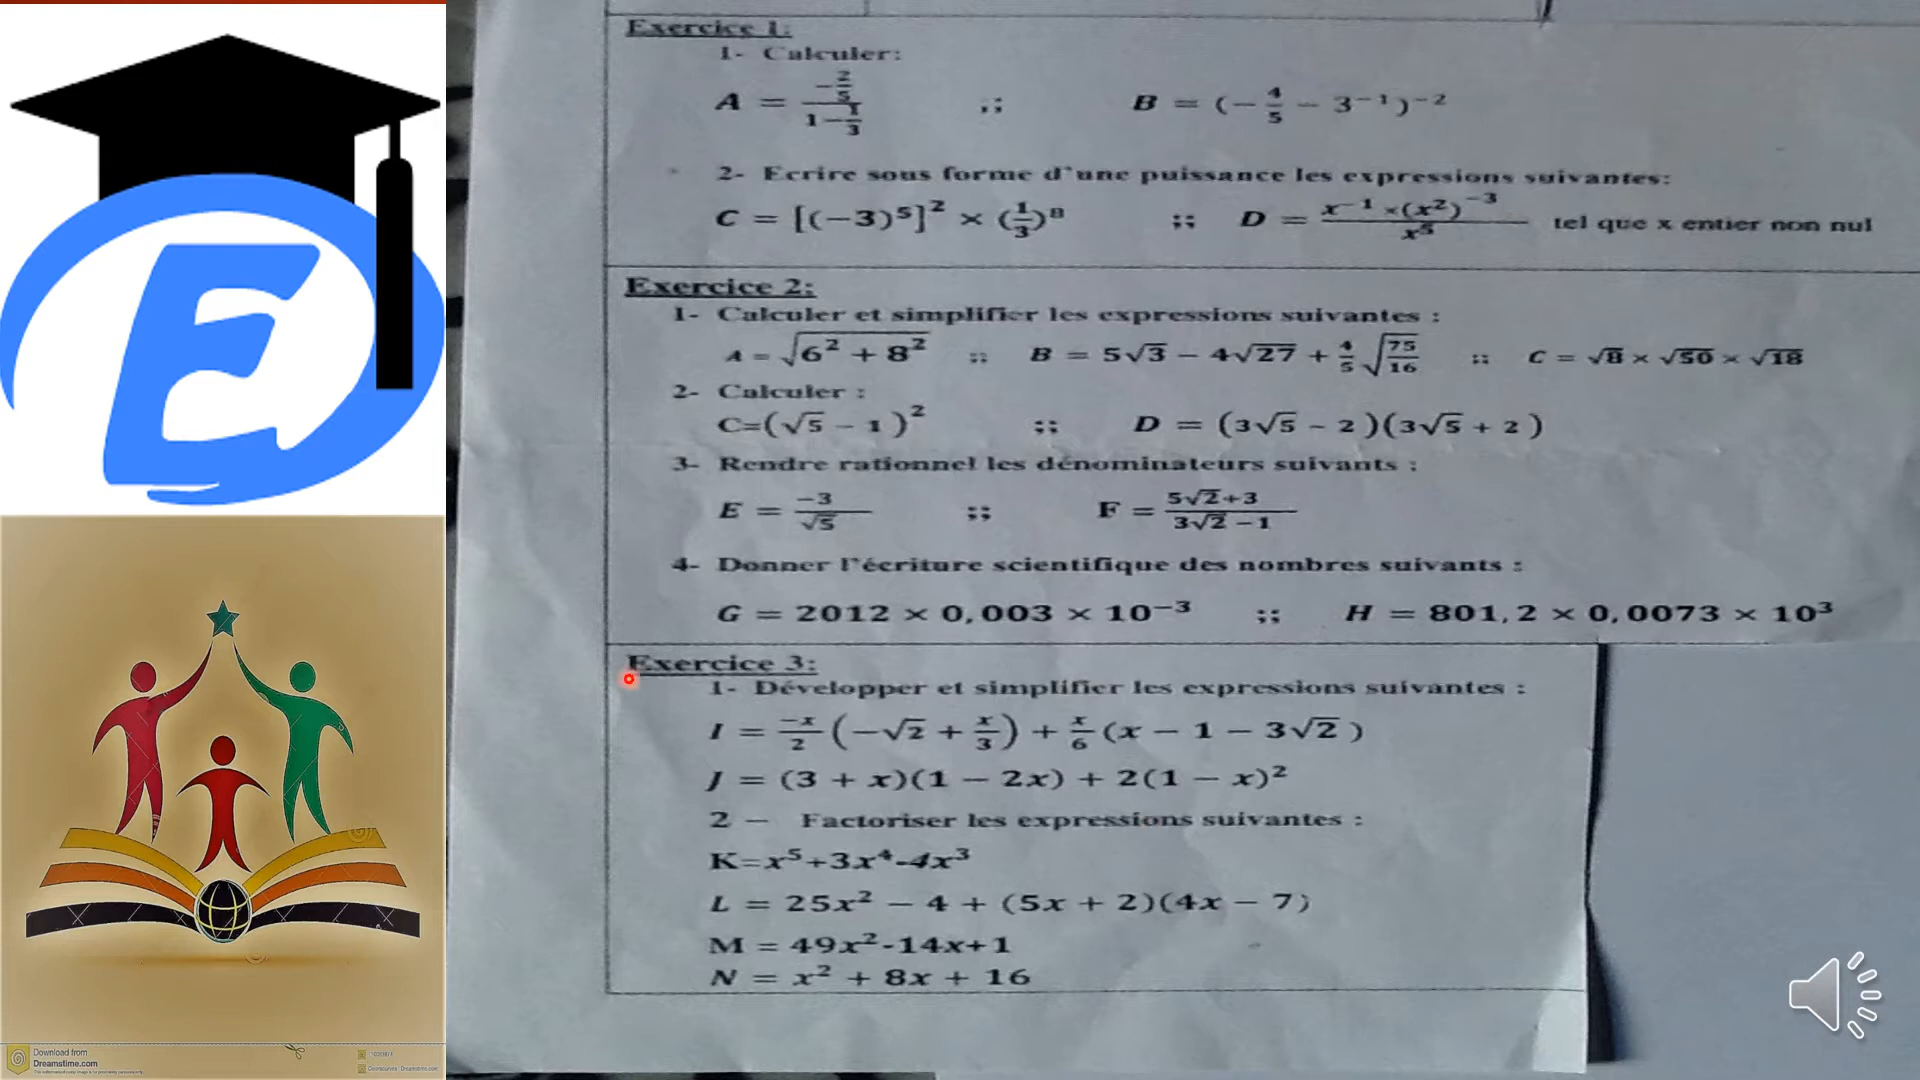 E
Exercice 1:
1- Calculer:
A = (-2/5)/(1-1/3) ;; B = (-4/5 - 3⁻¹)⁻²
2- Ecrire sous forme d'une puissance les expressions suivantes:
C = [(-3)⁵]² × (1/3)⁸ ;; D = (x⁻¹×(x²)⁻³)/x⁵ tel que x entier non nul
Exercice 2:
1- Calculer et simplifier les expressions suivantes :
A = √(6² + 8²) ;; B = 5√3 - 4√27 + 4/5 √(75/16) ;; C = √8 × √50 × √18
2- Calculer :
C=(√5 - 1)² ;; D = (3√5 - 2)(3√5 + 2)
3- Rendre rationnel les dénominateurs suivants :
E = -3/√5 ;; F = (5√2+3)/(3√2-1)
4- Donner l'écriture scientifique des nombres suivants :
G = 2012 × 0,003 × 10⁻³ ;; H = 801,2 × 0,0073 × 10³
Exercice 3:
1- Développer et simplifier les expressions suivantes :
I = -x/2 (-√2 + x/3) + x/6 (x - 1 - 3√2)
J = (3 + x)(1 - 2x) + 2(1 - x)²
2 - Factoriser les expressions suivantes :
K=x⁵+3x⁴-4x³
L = 25x² - 4 + (5x + 2)(4x - 7)
M = 49x²-14x+1
N = x² + 8x + 16
Download from
Dreamstime.com